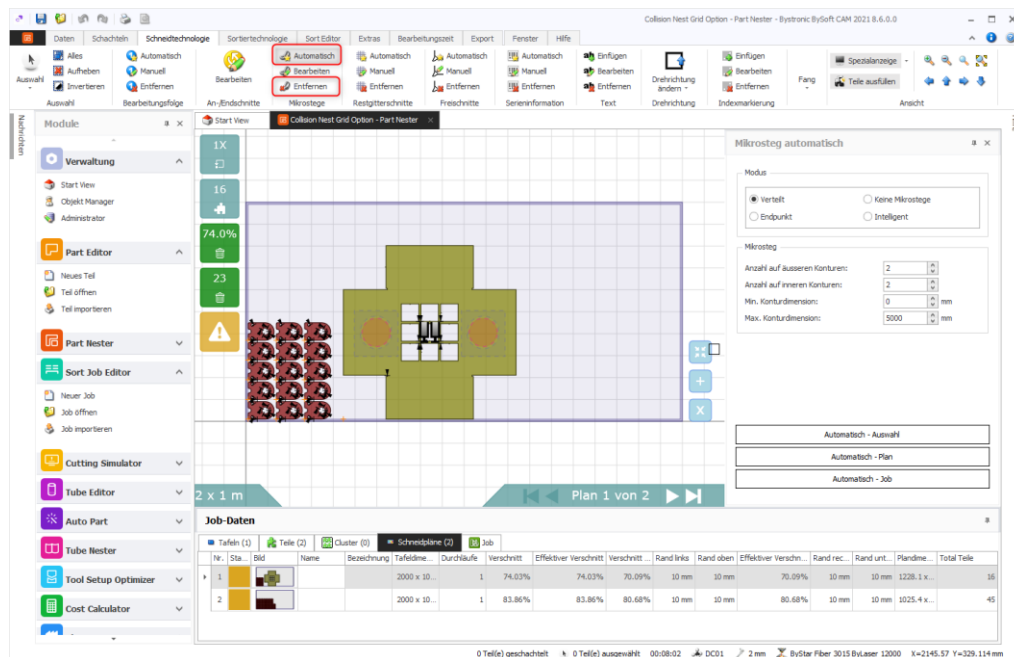 Collision Nest Grid Option - Part Nester - Bystronic BySoft CAM 2021 8.6.0.0
Daten Schachteln Schneidtechnologie Sortiertechnologie Sort Editor Extras Bearbeitungszeit Export Fenster Hilfe
Alles Automatisch Automatisch Automatisch Automatisch Automatisch Einfügen Einfügen Spezialanzeige
Auswahl Aufheben Manuell Bearbeiten Bearbeiten Manuell Manuell Manuell Bearbeiten Drehrichtung ändern Bearbeiten Fang Teile ausfüllen
Invertieren Entfernen Entfernen Entfernen Entfernen Entfernen Entfernen Entfernen
Auswahl Bearbeitungsfolge An-/Endschnitte Mikrostege Restgitterschnitte Freischnitte Serieninformation Text Drehrichtung Indexmarkierung Ansicht
Nachrichten
Module
Verwaltung
Start View
Objekt Manager
Administrator
Part Editor
Neues Teil
Teil öffnen
Teil importieren
Part Nester
Sort Job Editor
Neuer Job
Job öffnen
Job importieren
Cutting Simulator
Tube Editor
Auto Part
Tube Nester
Tool Setup Optimizer
Cost Calculator
Start View Collision Nest Grid Option - Part Nester
1X
16
74.0%
23
X
2 x 1 m
Plan 1 von 2
Mikrosteg automatisch
Modus
Verteilt Keine Mikrostege
Endpunkt Intelligent
Mikrosteg
Anzahl auf äusseren Konturen: 2
Anzahl auf inneren Konturen: 2
Min. Konturdimension: 0 mm
Max. Konturdimension: 5000 mm
Automatisch - Auswahl
Automatisch - Plan
Automatisch - Job
Job-Daten
Tafeln (1) Teile (2) Cluster (0) Schneidpläne (2) Job
Nr. Sta... Bild Name Bezeichnung Tafeldime... Durchläufe Verschnitt Effektiver Verschnitt Verschnitt ... Rand links Rand oben Effektiver Verschn... Rand rec... Rand unt... Plandime... Total Teile
1 2000 x 10... 1 74.03% 74.03% 70.09% 10 mm 10 mm 70.09% 10 mm 10 mm 1228.1 x... 16
2 2000 x 10... 1 83.86% 83.86% 80.68% 10 mm 10 mm 80.68% 10 mm 10 mm 1025.4 x... 45
0 Teil(e) geschachtelt 0 Teil(e) ausgewählt 00:08:02 DC01 2 mm ByStar Fiber 3015 ByLaser 12000 X=2145.57 Y=329.114 mm